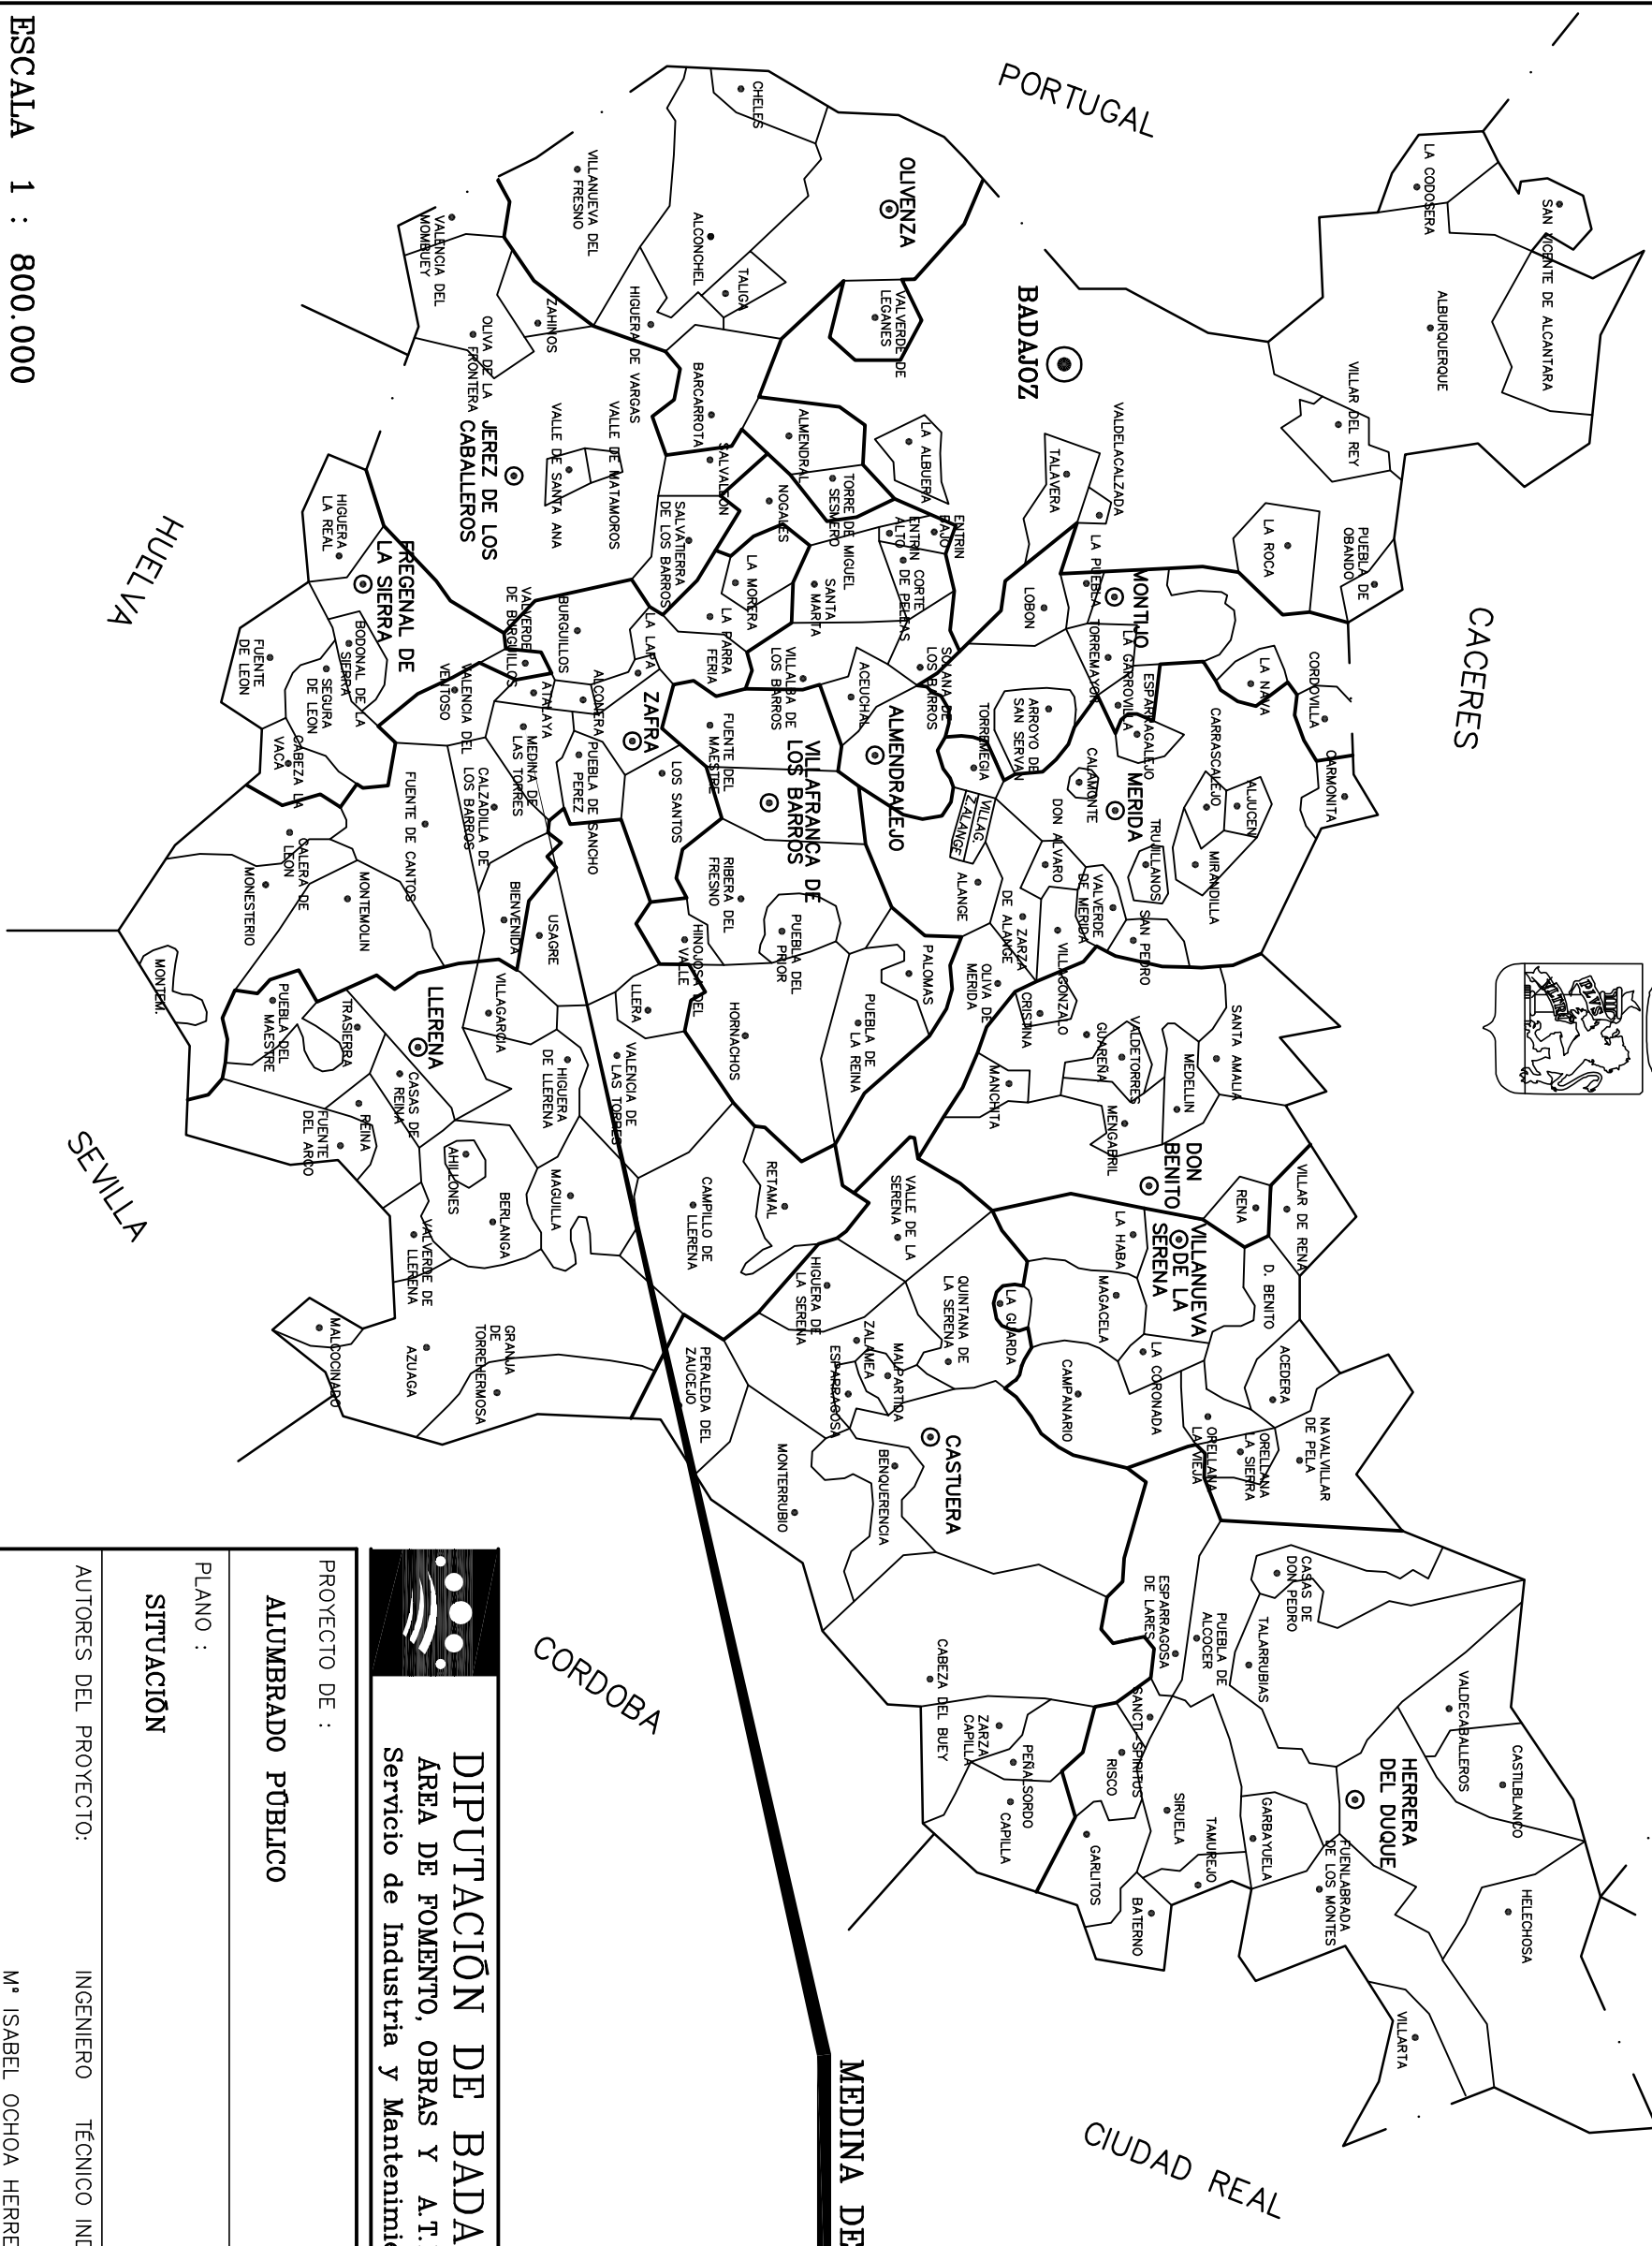 PORTUGAL
CACERES
CIUDAD REAL
CORDOBA
SEVILLA
HUELVA
PLVS
VLTRA
SAN VICENTE DE ALCANTARA
LA CODOSERA
ALBURQUERQUE
VILLAR DEL REY
PUEBLA DE
OBANDO
LA ROCA
BADAJOZ
VALDELACALZADA
TALAVERA
OLIVENZA
VALVERDE DE
LEGANES
LA ALBUERA
CHELES
VILLANUEVA DEL
FRESNO
ALCONCHEL
TALIGA
HIGUERA DE VARGAS
ZAHINOS
VALENCIA DEL
MOMBUEY
OLIVA DE LA
FRONTERA
JEREZ DE LOS
CABALLEROS
VALLE DE MATAMOROS
VALLE DE SANTA ANA
BARCARROTA
SALVALEON
SALVATIERRA
DE LOS BARROS
ALMENDRAL
TORRE DE MIGUEL
SESMERO
NOGALES
ENTRIN
BAJO
ENTRIN
ALTO
CORTE
DE PELEAS
SANTA
MARTA
LA MORERA
LA PARRA
FERIA
VILLALBA DE
LOS BARROS
SOLANA DE
LOS BARROS
ACEUCHAL
ALMENDRALEJO
MONTIJO
LA PUEBLA
LOBON
TORREMAYOR
LA GARROVILLA
ESPARRAGALEJO
LA NAVA
CORDOVILLA
CARMONITA
CARRASCALEJO
ALJUCEN
MIRANDILLA
MERIDA
TRUJILLANOS
CALAMONTE
ARROYO DE
SAN SERVAN
TORREMEGIA
VILLAG.
Z.ALANGE
DON ALVARO
VALVERDE
DE MERIDA
SAN PEDRO
VILLAGONZALO
ZARZA
DE ALANGE
ALANGE
OLIVA DE
MERIDA
PALOMAS
PUEBLA DE
LA REINA
VILLAFRANCA DE
LOS BARROS
FUENTE DEL
MAESTRE
RIBERA DEL
FRESNO
PUEBLA DEL
PRIOR
HINOJOSA DEL
VALLE
HORNACHOS
LOS SANTOS
ZAFRA
LA LAPA
ALCONERA
BURGUILLOS
VALVERDE
DE BURGUILLOS
ATALAYA
MEDINA DE
LAS TORRES
PUEBLA DE SANCHO
PEREZ
VALENCIA DEL
VENTOSO
CALZADILLA DE
LOS BARROS
FUENTE DE CANTOS
BIENVENIDA
USAGRE
HIGUERA
LA REAL
FREGENAL DE
LA SIERRA
BODONAL DE LA
SIERRA
SEGURA
DE LEON
FUENTE
DE LEON
CABEZA LA
VACA
CALERA DE
LEON
MONESTERIO
MONTEMOLIN
MONTEM.
PUEBLA DEL
MAESTRE
TRASIERRA
LLERENA
VILLAGARCIA
LLERA
VALENCIA DE
LAS TORRES
HIGUERA
DE LLERENA
CASAS DE
REINA
REINA
FUENTE
DEL ARCO
AHILLONES
BERLANGA
MAGUILLA
VALVERDE DE
LLERENA
AZUAGA
GRANJA
DE
TORREHERMOSA
MALCOCINADO
CAMPILLO DE
LLERENA
RETAMAL
SANTA AMALIA
MEDELLIN
VALDETORRES
GUAREÑA
CRISTINA
MANCHITA
MENGABRIL
DON
BENITO
VILLAR DE RENA
RENA
VILLANUEVA
DE LA
SERENA
LA HABA
MAGACELA
LA GUARDA
D. BENITO
ACEDERA
LA CORONADA
CAMPANARIO
NAVALVILLAR
DE PELA
ORELLANA
LA SIERRA
ORELLANA
LA VIEJA
VALLE DE LA
SERENA
QUINTANA DE
LA SERENA
HIGUERA DE
LA SERENA
ZALAMEA
MALPARTIDA
ESPARRAGOSA
PERALEDA DEL
ZAUCEJO
MONTERRUBIO
BENQUERENCIA
CASTUERA
CABEZA DEL BUEY
ZARZA
CAPILLA
PEÑALSORDO
CAPILLA
ESPARRAGOSA
DE LARES
PUEBLA DE
ALCOCER
CASAS DE
DON PEDRO
TALARRUBIAS
SANCTI-SPIRITUS
RISCO
SIRUELA
GARLITOS
BATERNO
TAMUREJO
GARBAYUELA
FUENLABRADA
DE LOS MONTES
HERRERA
DEL DUQUE
VALDECABALLEROS
CASTILBLANCO
HELECHOSA
VILLARTA
MEDINA DE
ESCALA 1 : 800.000
DIPUTACIÓN DE BADA
ÁREA DE FOMENTO, OBRAS Y A.T.
Servicio de Industria y Mantenimie
PROYECTO DE :
ALUMBRADO PÚBLICO
PLANO :
SITUACIÓN
AUTORES DEL PROYECTO:
INGENIERO TÉCNICO IND
Mª ISABEL OCHOA HERRE